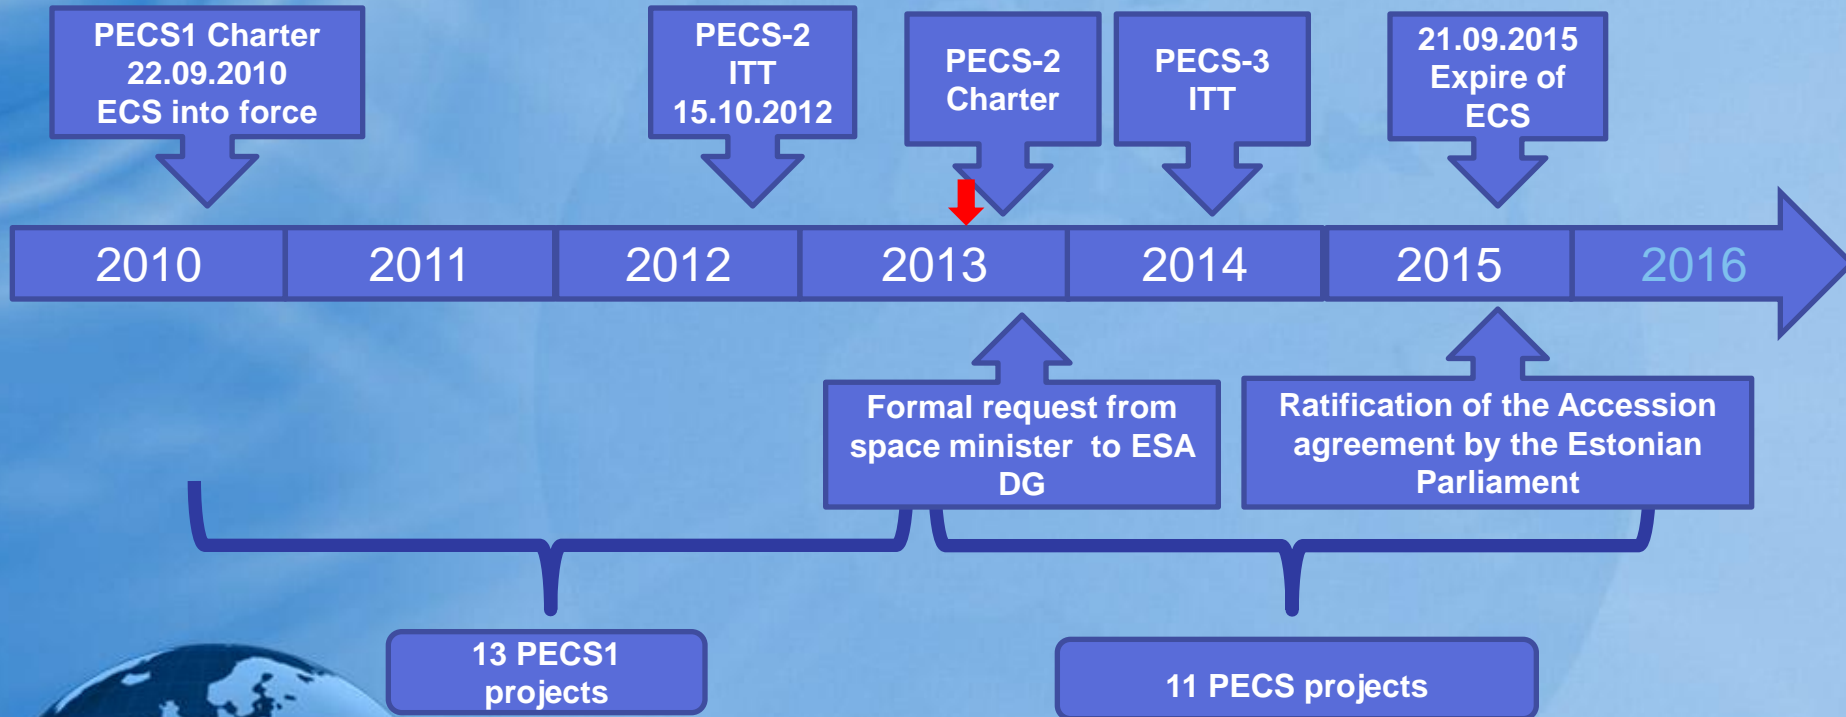 PECS1 Charter
22.09.2010
ECS into force
PECS-2
ITT
15.10.2012
PECS-2
Charter
PECS-3
ITT
21.09.2015
Expire of
ECS
2010
2011
2012
2013
2014
2015
2016
Formal request from
space minister to ESA
DG
Ratification of the Accession
agreement by the Estonian
Parliament
13 PECS1
projects
11 PECS projects